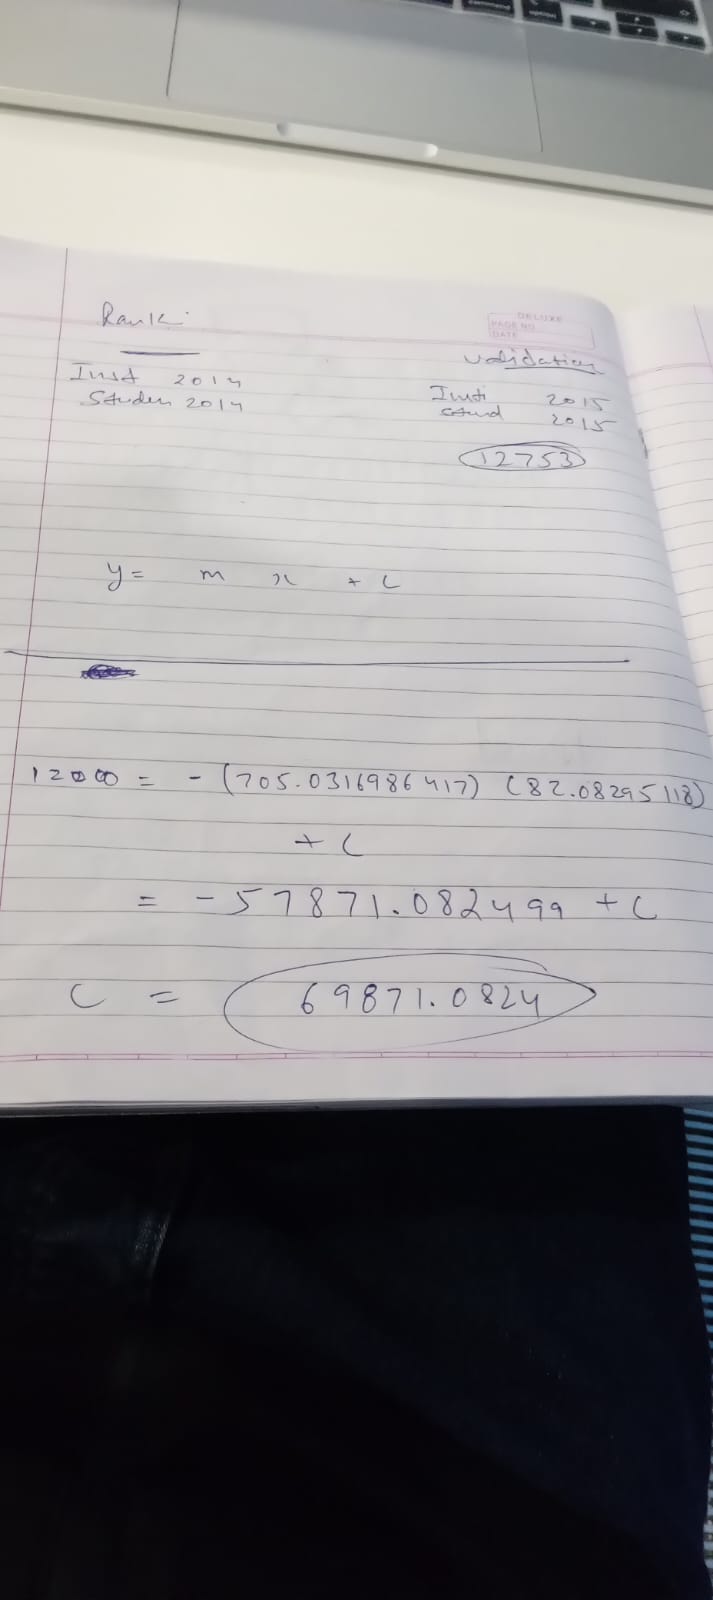 Rank
DELUXE
PAGE NO
DATE
Inst 2014
Studen 2014
Validation
Insti 2015
Stud 2015
12753
y = m x + C
12000 = - (705.0316986417) (82.08295118)
+ C
= - 57871.082499 + C
C = 69871.0824